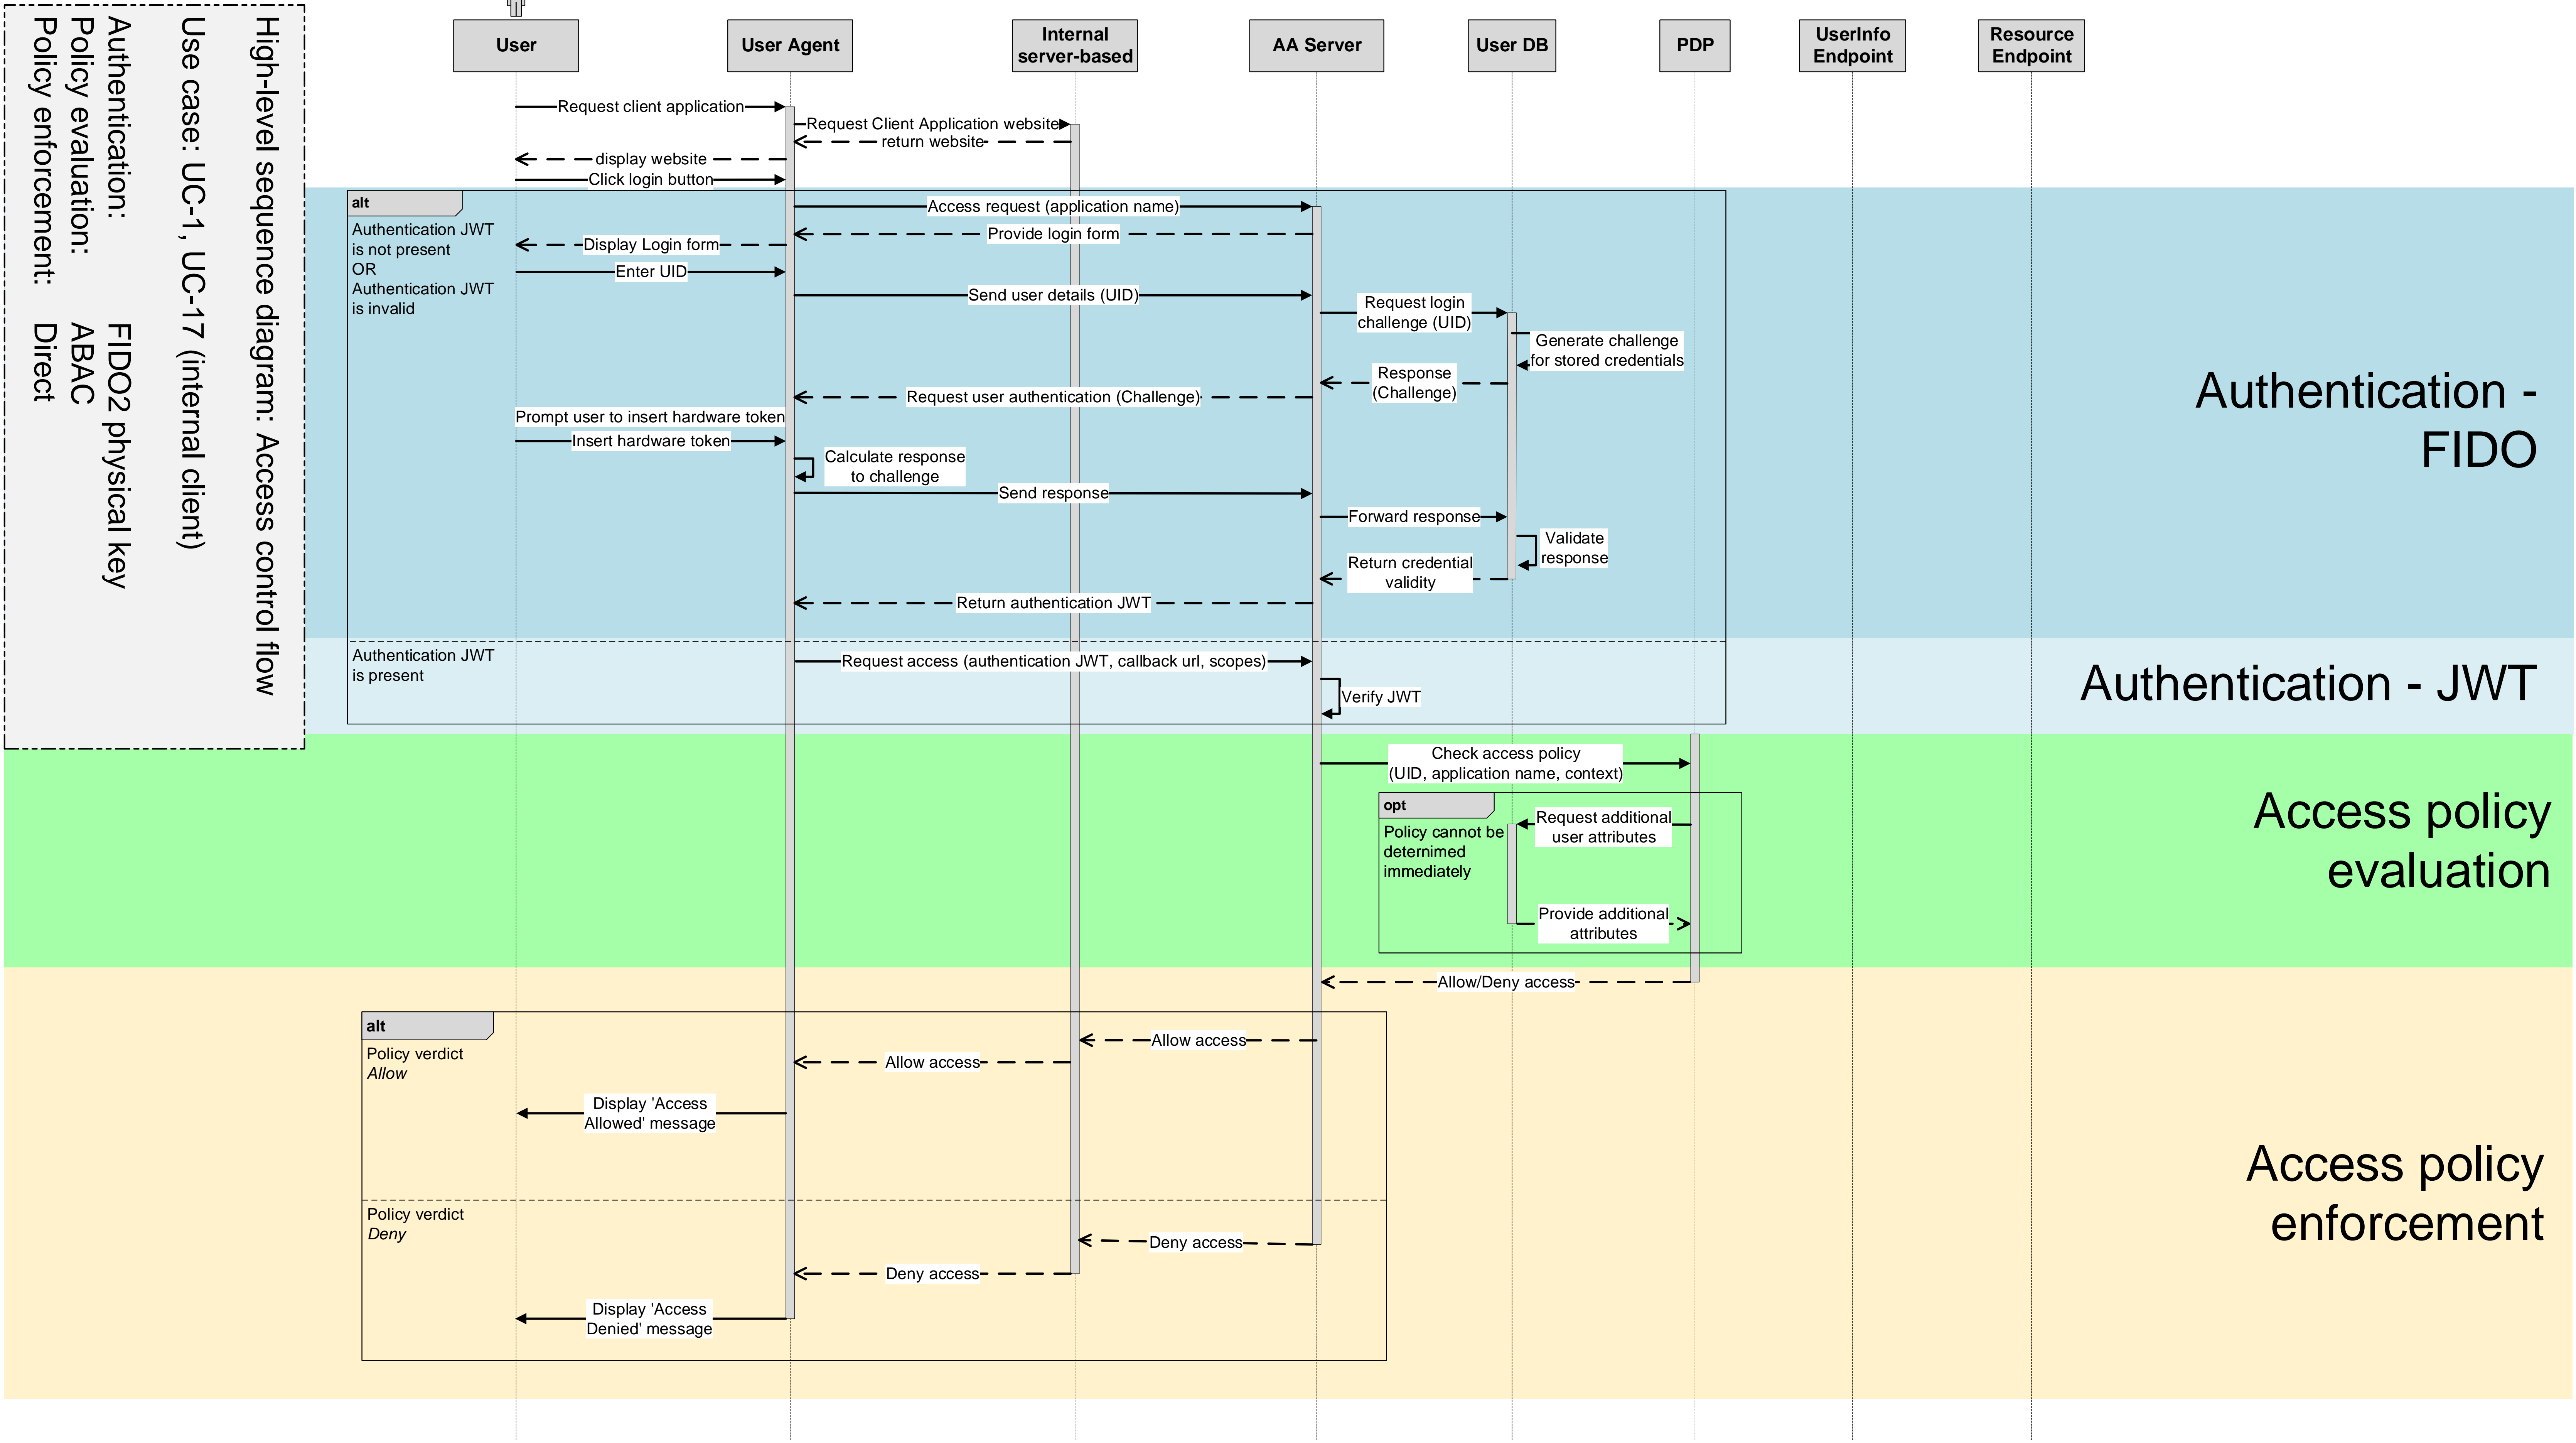 High-level sequence diagram: Access control flow
Use case: UC-1, UC-17 (internal client)
Authentication: FIDO2 physical key
Policy evaluation: ABAC
Policy enforcement: Direct
User
User Agent
Internal
server-based
AA Server
User DB
PDP
UserInfo
Endpoint
Resource
Endpoint
Request client application
Request Client Application website
return website
display website
Click login button
alt
Authentication JWT
is not present
OR
Authentication JWT
is invalid
Access request (application name)
Provide login form
Display Login form
Enter UID
Send user details (UID)
Request login
challenge (UID)
Generate challenge
for stored credentials
Response
(Challenge)
Request user authentication (Challenge)
Prompt user to insert hardware token
Insert hardware token
Calculate response
to challenge
Send response
Forward response
Validate
response
Return credential
validity
Return authentication JWT
Authentication -
FIDO
Authentication JWT
is present
Request access (authentication JWT, callback url, scopes)
Verify JWT
Authentication - JWT
Check access policy
(UID, application name, context)
opt
Policy cannot be
deternimed
immediately
Request additional
user attributes
Provide additional
attributes
Access policy
evaluation
Allow/Deny access
alt
Policy verdict
Allow
Allow access
Allow access
Display 'Access
Allowed' message
Policy verdict
Deny
Deny access
Deny access
Display 'Access
Denied' message
Access policy
enforcement